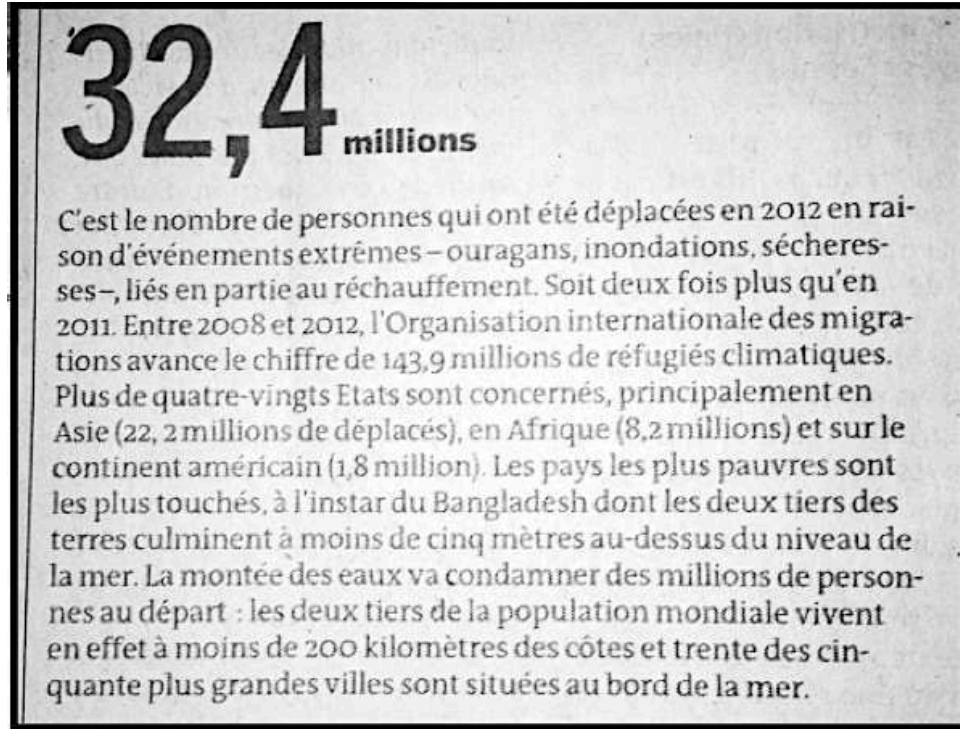 32,4 millions
C'est le nombre de personnes qui ont été déplacées en 2012 en rai-
son d'événements extrêmes – ouragans, inondations, sécheres-
ses–, liés en partie au réchauffement. Soit deux fois plus qu'en
2011. Entre 2008 et 2012, l'Organisation internationale des migra-
tions avance le chiffre de 143,9 millions de réfugiés climatiques.
Plus de quatre-vingts Etats sont concernés, principalement en
Asie (22, 2 millions de déplacés), en Afrique (8,2 millions) et sur le
continent américain (1,8 million). Les pays les plus pauvres sont
les plus touchés, à l'instar du Bangladesh dont les deux tiers des
terres culminent à moins de cinq mètres au-dessus du niveau de
la mer. La montée des eaux va condamner des millions de person-
nes au départ : les deux tiers de la population mondiale vivent
en effet à moins de 200 kilomètres des côtes et trente des cin-
quante plus grandes villes sont situées au bord de la mer.